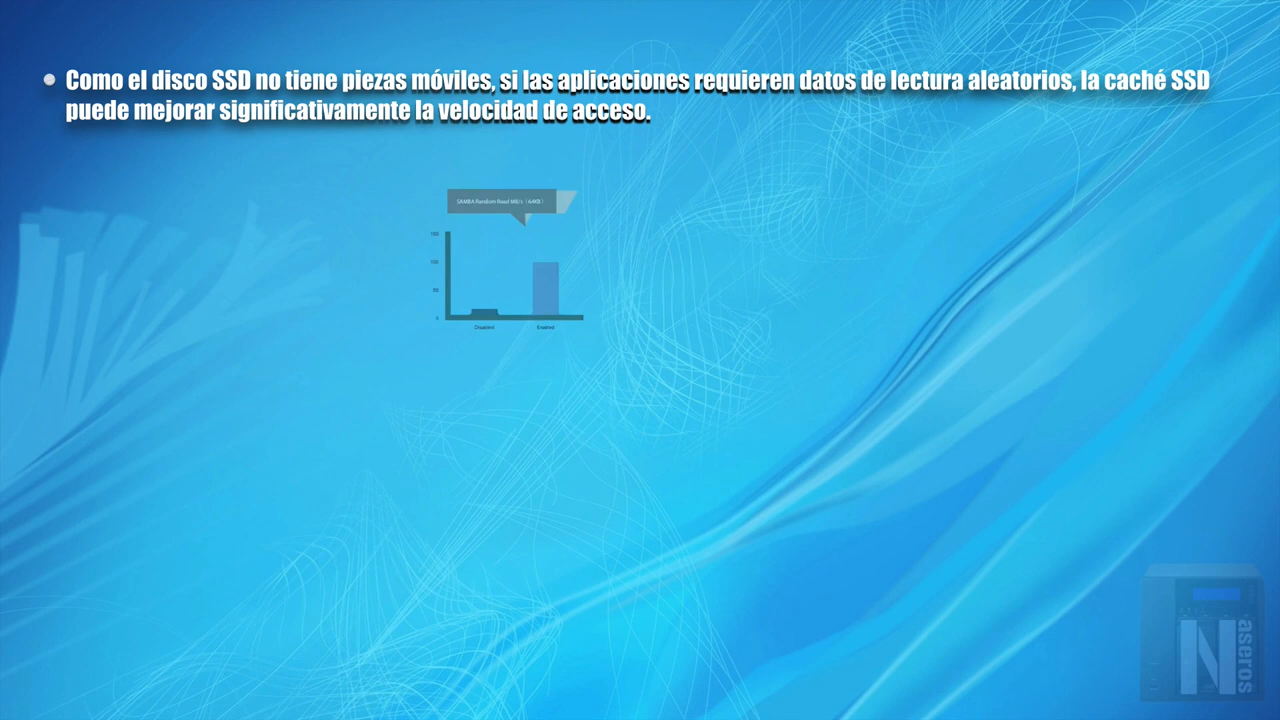 Como el disco SSD no tiene piezas móviles, si las aplicaciones requieren datos de lectura aleatorios, la caché SSD
puede mejorar significativamente la velocidad de acceso.
SAMBA Random Read MB/s (64KB)
150
100
50
0
Disabled
Enabled
Naseros